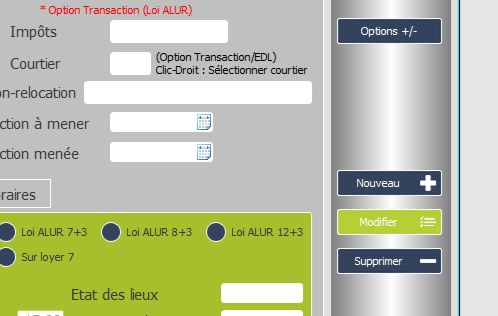 * Option Transaction (Loi ALUR)
Impôts
Options +/-
Courtier
(Option Transaction/EDL)
Clic-Droit : Sélectionner courtier
n-relocation
ction à mener
ction menée
Nouveau
Modifier
Supprimer
oraires
Loi ALUR 7+3
Loi ALUR 8+3
Loi ALUR 12+3
Sur loyer 7
Etat des lieux